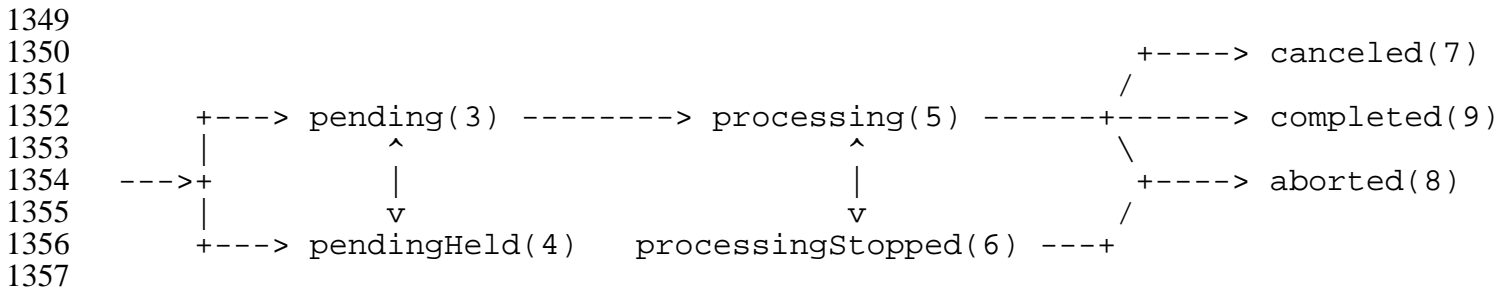 1349
1350                                                                  +----> canceled(7)
1351                                                                 /
1352      +---> pending(3) --------> processing(5) ------+------> completed(9)
1353      |         ^                         ^                      \
1354 --->+          |                         |                       +----> aborted(8)
1355      |         v                         v                      /
1356      +---> pendingHeld(4)   processingStopped(6) ---+
1357